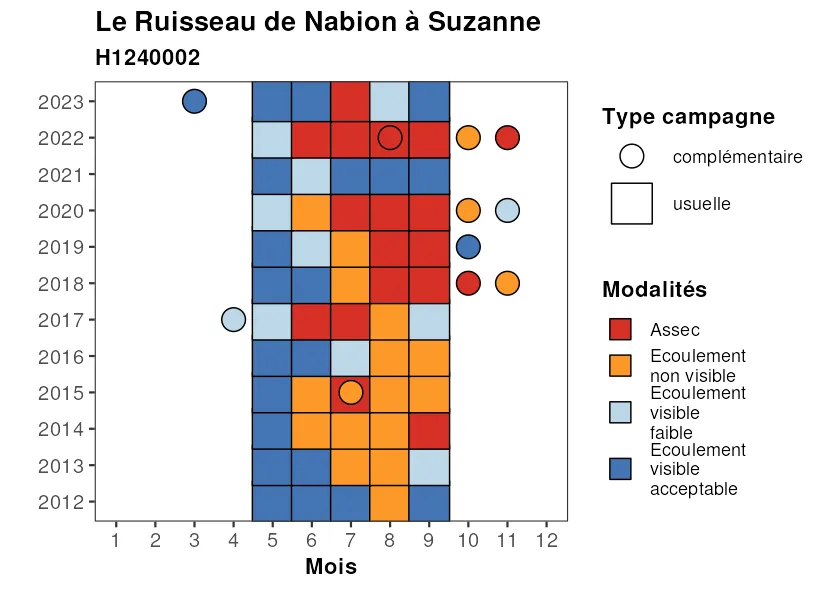 Le Ruisseau de Nabion à Suzanne
H1240002
2023
2022
2021
2020
2019
2018
2017
2016
2015
2014
2013
2012
1 2 3 4 5 6 7 8 9 10 11 12
Mois
Type campagne
complémentaire
usuelle
Modalités
Assec
Ecoulement
non visible
Ecoulement
visible
faible
Ecoulement
visible
acceptable